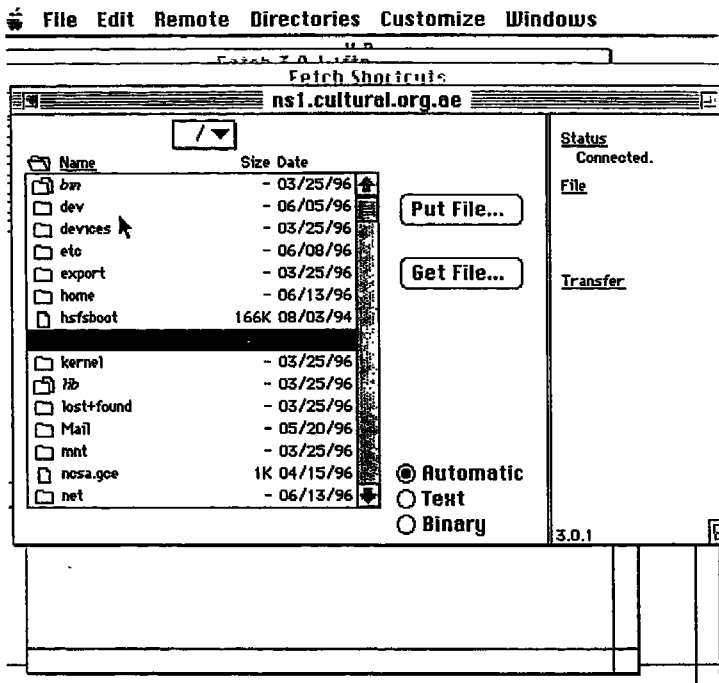 File Edit Remote Directories Customize Windows
Fetch Shortcuts
ns1.cultural.org.ae
/
Name Size Date
bin - 03/25/96
dev - 06/05/96
devices - 03/25/96
etc - 06/08/96
export - 03/25/96
home - 06/13/96
hsfsboot 166K 08/03/94
kernel - 03/25/96
lib - 03/25/96
lost+found - 03/25/96
Mail - 05/20/96
mnt - 03/25/96
ncsa.gce 1K 04/15/96
net - 06/13/96
Put File...
Get File...
Automatic
Text
Binary
Status
Connected.
File
Transfer
3.0.1